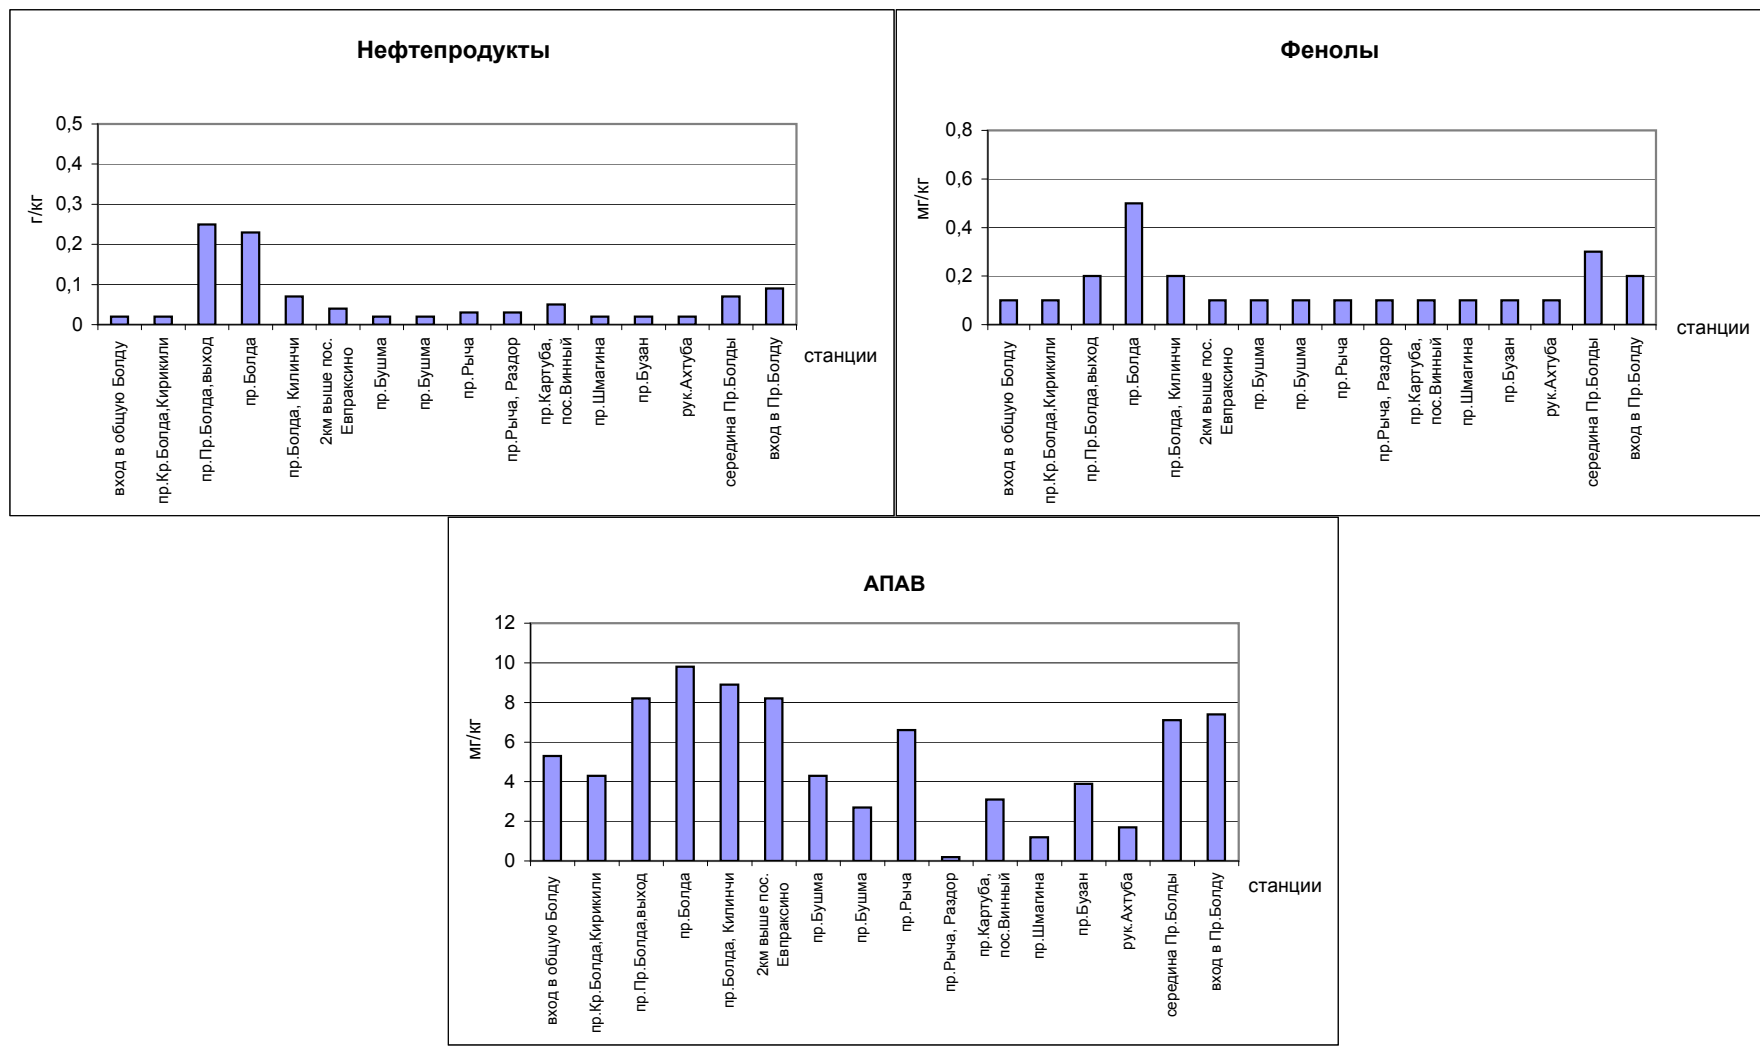 Нефтепродукты
0,5
0,4
0,3
0,2
0,1
0
г/кг
вход в общую Болду
пр.Кр.Болда,Кирикили
пр.Пр.Болда,выход
пр.Болда
пр.Болда, Килинчи
2км выше пос.
Евпраксино
пр.Бушма
пр.Бушма
пр.Рыча
пр.Рыча, Раздор
пр.Картуба,
пос.Винный
пр.Шмагина
пр.Бузан
рук.Ахтуба
середина Пр.Болды
вход в Пр.Болду
станции
Фенолы
0,8
0,6
0,4
0,2
0
мг/кг
вход в общую Болду
пр.Кр.Болда,Кирикили
пр.Пр.Болда,выход
пр.Болда
пр.Болда, Килинчи
2км выше пос.
Евпраксино
пр.Бушма
пр.Бушма
пр.Рыча
пр.Рыча, Раздор
пр.Картуба,
пос.Винный
пр.Шмагина
пр.Бузан
рук.Ахтуба
середина Пр.Болды
вход в Пр.Болду
станции
АПАВ
12
10
8
6
4
2
0
мг/кг
вход в общую Болду
пр.Кр.Болда,Кирикили
пр.Пр.Болда,выход
пр.Болда
пр.Болда, Килинчи
2км выше пос.
Евпраксино
пр.Бушма
пр.Бушма
пр.Рыча
пр.Рыча, Раздор
пр.Картуба,
пос.Винный
пр.Шмагина
пр.Бузан
рук.Ахтуба
середина Пр.Болды
вход в Пр.Болду
станции